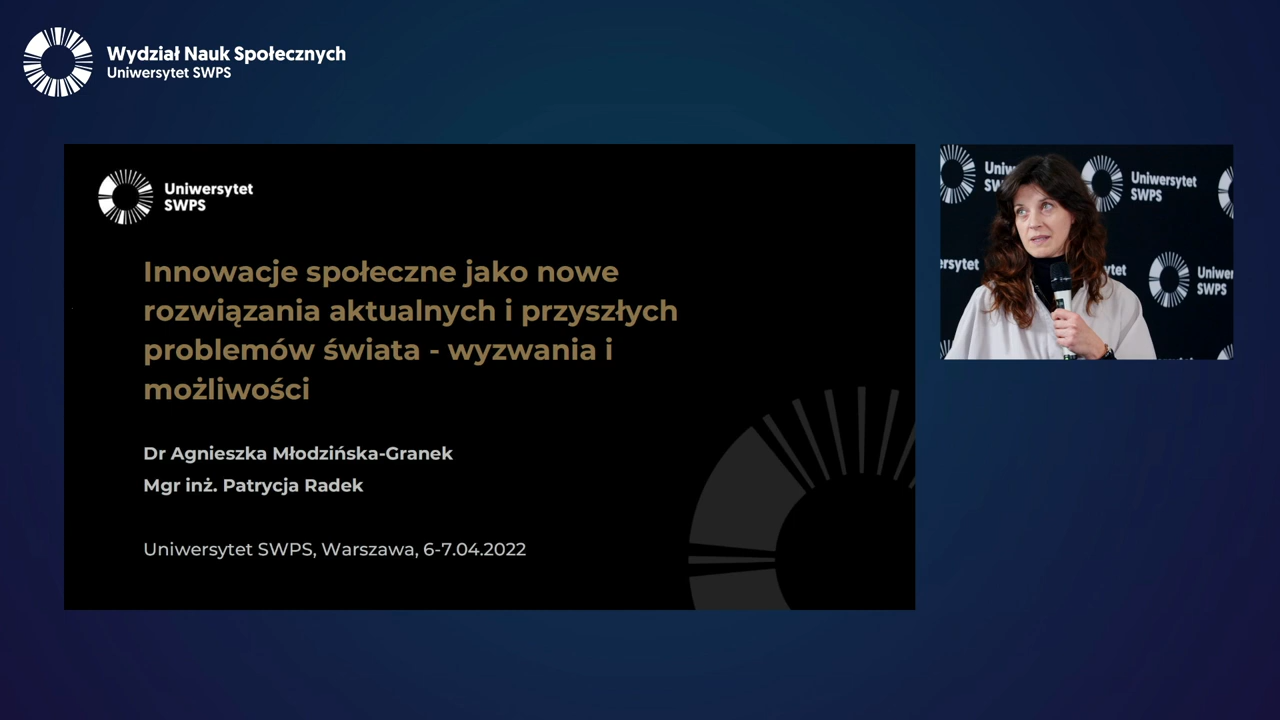 Wydział Nauk Społecznych
Uniwersytet SWPS
Uniwersytet
SWPS
Innowacje społeczne jako nowe
rozwiązania aktualnych i przyszłych
problemów świata - wyzwania i
możliwości
Dr Agnieszka Młodzińska-Granek
Mgr inż. Patrycja Radek
Uniwersytet SWPS, Warszawa, 6-7.04.2022
Uniwersytet
SWPS